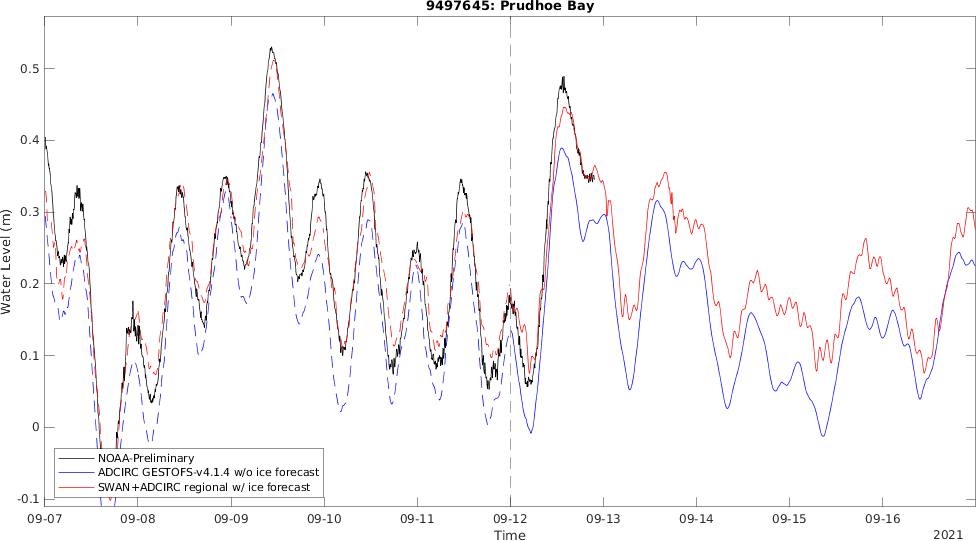 9497645: Prudhoe Bay
Water Level (m)
0.5
0.4
0.3
0.2
0.1
0
-0.1
NOAA-Preliminary
ADCIRC GESTOFS-v4.1.4 w/o ice forecast
SWAN+ADCIRC regional w/ ice forecast
09-07 09-08 09-09 09-10 09-11 09-12 09-13 09-14 09-15 09-16
Time
2021